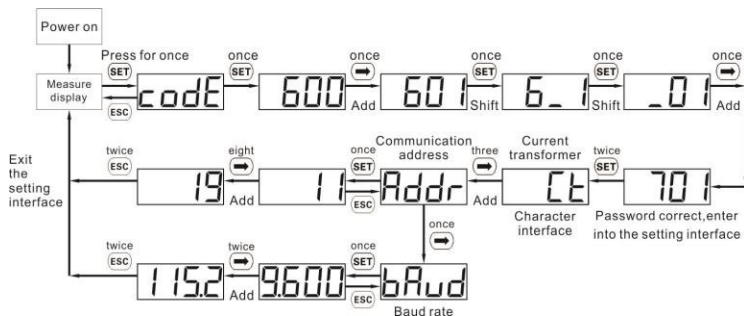 Power on
Press for once
once
once
once
once
once
SET
SET
➡
SET
SET
➡
Measure
display
codE
600
601
6_1
_01
Add
Shift
Shift
Add
ESC
Exit
the
setting
interface
twice
ESC
19
eight
➡
Add
11
once
SET
ESC
Communication
address
Addr
three
➡
Add
Current
transformer
Ct
Character
interface
twice
SET
701
Password correct,enter
into the setting interface
once
➡
twice
ESC
115.2
twice
➡
Add
9.600
once
SET
ESC
bAud
Baud rate